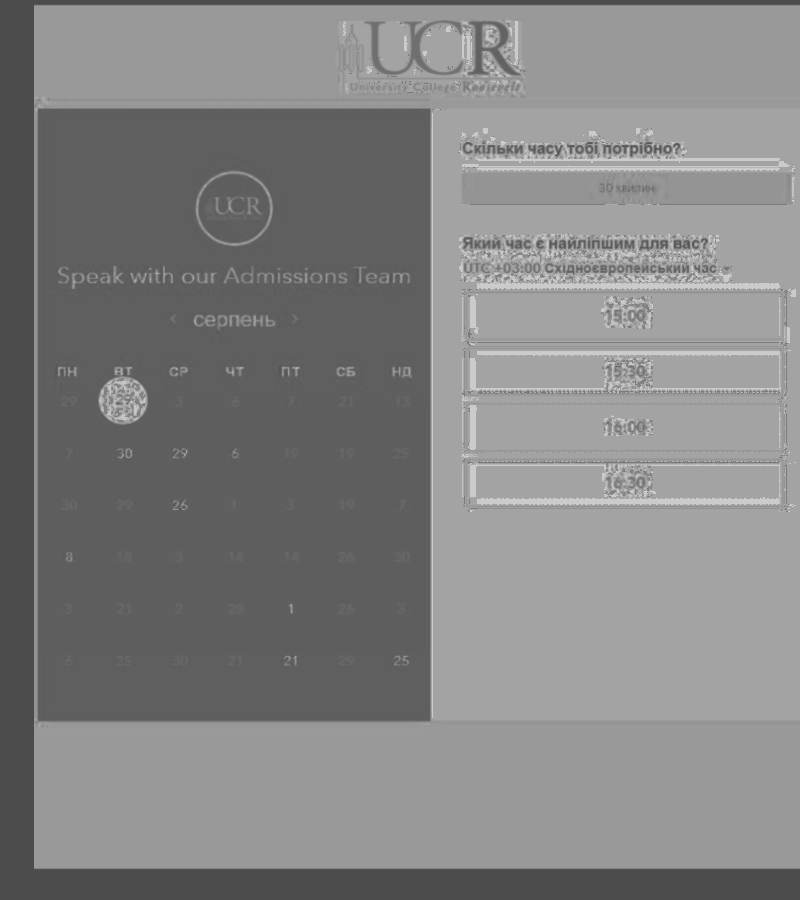 UCR
University College Roosevelt
UCR
Speak with our Admissions Team
‹ серпень ›
ПН ВТ СР ЧТ ПТ СБ НД
29 29 3 6 7 21 13
7 30 29 6 19 19 25
30 29 26 1 3 19 7
8 18 3 14 14 26 30
3 21 2 28 1 26 3
6 28 30 21 21 29 25
Скільки часу тобі потрібно?
30 хвилин
Який час є найліпшим для вас?
UTC +03:00 Східноєвропейський час
15:00
15:30
16:00
16:30